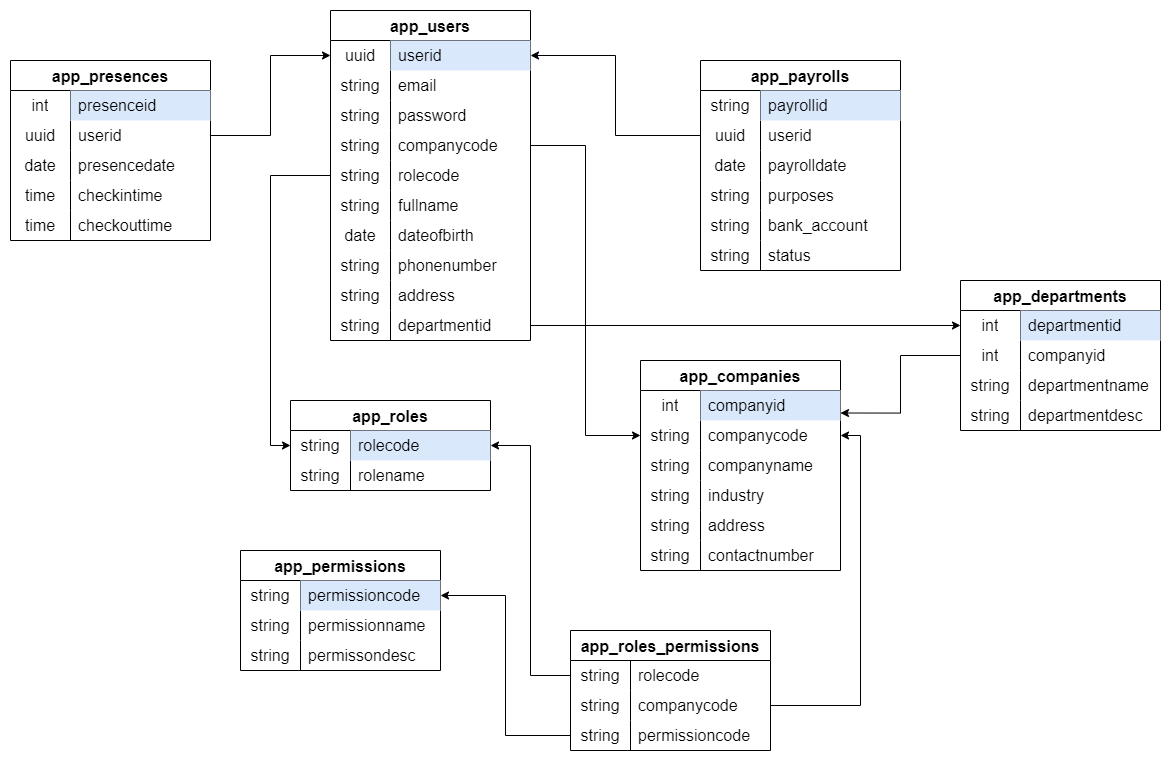 app_users
uuid userid
string email
string password
string companycode
string rolecode
string fullname
date dateofbirth
string phonenumber
string address
string departmentid
app_presences
int presenceid
uuid userid
date presencedate
time checkintime
time checkouttime
app_payrolls
string payrollid
uuid userid
date payrolldate
string purposes
string bank_account
string status
app_departments
int departmentid
int companyid
string departmentname
string departmentdesc
app_companies
int companyid
string companycode
string companyname
string industry
string address
string contactnumber
app_roles
string rolecode
string rolename
app_permissions
string permissioncode
string permissionname
string permissondesc
app_roles_permissions
string rolecode
string companycode
string permissioncode